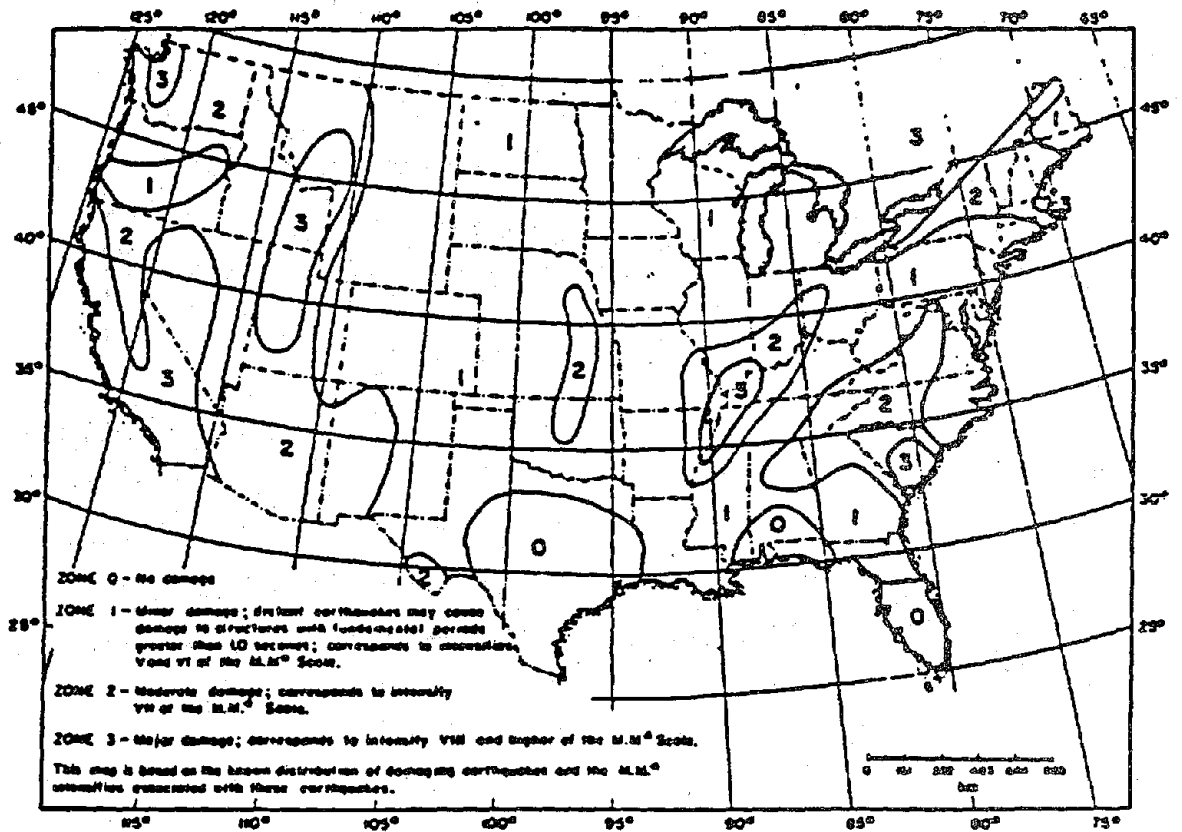 125° 120° 115° 110° 105° 100° 95° 90° 85° 80° 75° 70° 65°
3
2
45° 45°
1
3
1
3
1
2
1
2
40° 40°
1
2
2
2
35° 35°
3
1
3
2
2
3
30° 30°
0
1
0
1
2
ZONE 0 - No damage
ZONE 1 - Minor damage; distant earthquakes may cause
damage to structures with fundamental periods
greater than 1.0 seconds; corresponds to intensities
V and VI of the M.M.* Scale.
0
25° 25°
ZONE 2 - Moderate damage; corresponds to intensity
VII of the M.M.* Scale.
ZONE 3 - Major damage; corresponds to intensity VIII and higher of the M.M.* Scale.
This map is based on the known distribution of damaging earthquakes and the M.M.*
intensities associated with these earthquakes.
0
km
115° 110° 105° 100° 95° 90° 85° 80° 75°